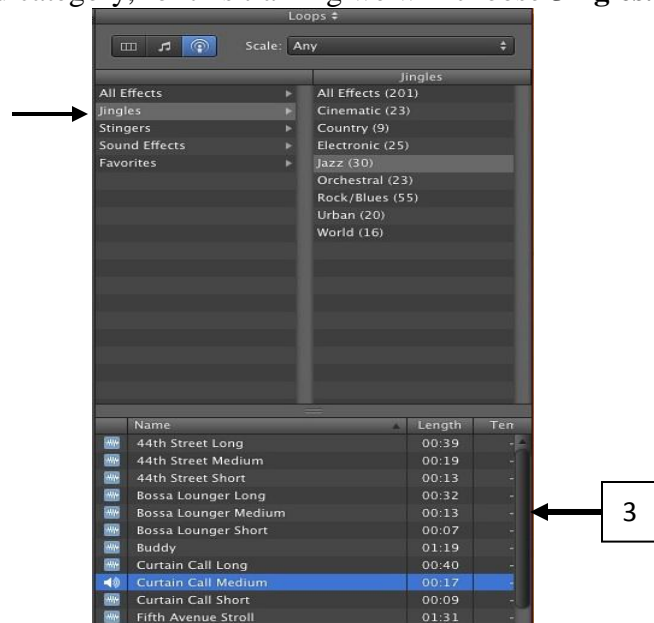 Loops
Scale: Any
Jingles
All Effects
Jingles
Stingers
Sound Effects
Favorites
All Effects (201)
Cinematic (23)
Country (9)
Electronic (25)
Jazz (30)
Orchestral (23)
Rock/Blues (55)
Urban (20)
World (16)
Name Length Ten
44th Street Long 00:39 -
44th Street Medium 00:19 -
44th Street Short 00:13 -
Bossa Lounger Long 00:32 -
Bossa Lounger Medium 00:13 -
Bossa Lounger Short 00:07 -
Buddy 01:19 -
Curtain Call Long 00:40 -
Curtain Call Medium 00:17 -
Curtain Call Short 00:09 -
Fifth Avenue Stroll 01:31 -
3